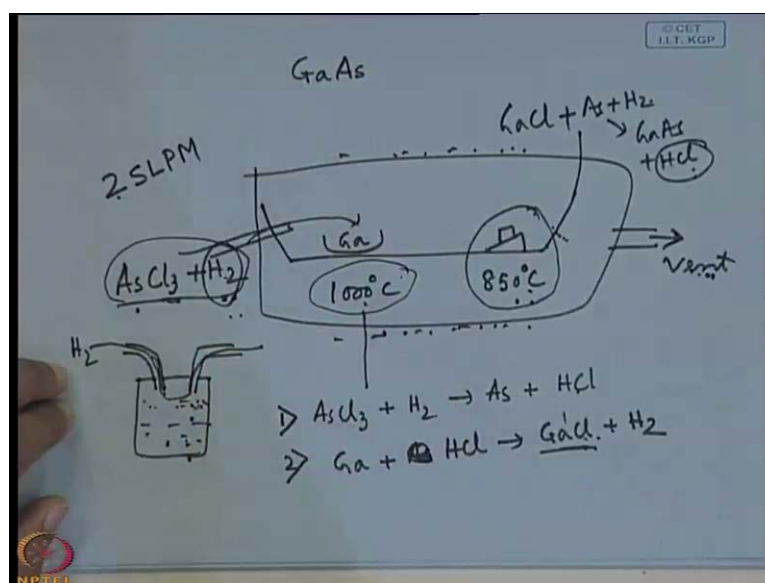 © CET
I.I.T. KGP
GaAs
GaCl + As + H2
→ GaAs
+ HCl
2 SLPM
AsCl3 + H2
Ga
1000°C
850°C
vent
H2
1) AsCl3 + H2 → As + HCl
2) Ga + HCl → GaCl + H2
NPTEL